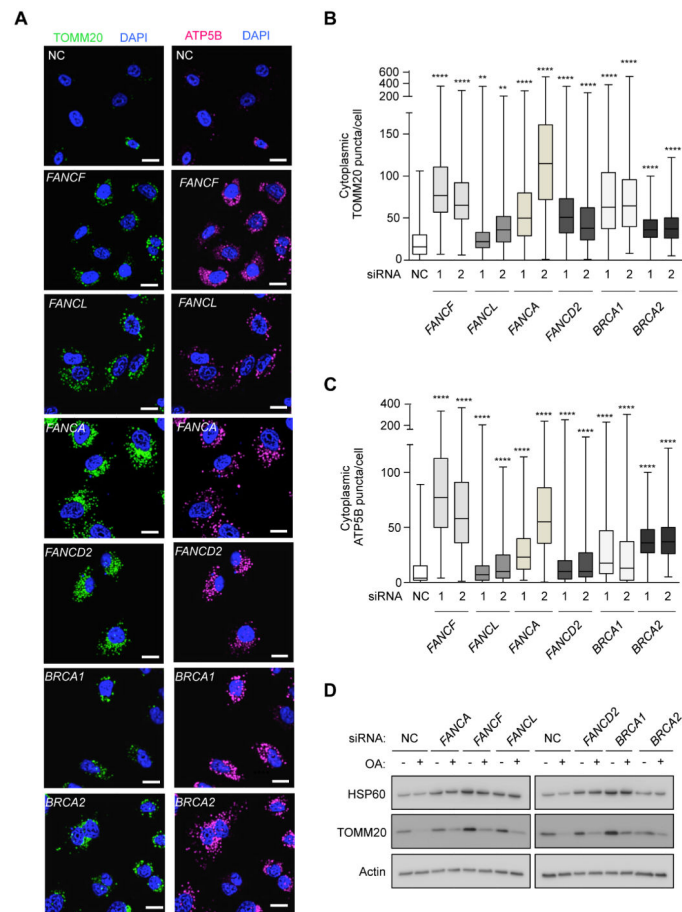 A
TOMM20 DAPI ATP5B DAPI
NC
FANCF FANCF
FANCL FANCL
FANCA FANCA
FANCD2 FANCD2
BRCA1 BRCA1
BRCA2 BRCA2
B
Cytoplasmic
TOMM20 puncta/cell
600
400
200
150
100
50
0
**** **** ** ** **** **** **** **** **** **** **** ****
siRNA NC 1 2 1 2 1 2 1 2 1 2 1 2
FANCF FANCL FANCA FANCD2 BRCA1 BRCA2
C
Cytoplasmic
ATP5B puncta/cell
400
200
100
50
0
**** **** **** **** **** **** **** **** **** **** **** ****
siRNA NC 1 2 1 2 1 2 1 2 1 2 1 2
FANCF FANCL FANCA FANCD2 BRCA1 BRCA2
D
siRNA: NC FANCA FANCF FANCL NC FANCD2 BRCA1 BRCA2
OA: - + - + - + - + - + - + - + - +
HSP60
TOMM20
Actin